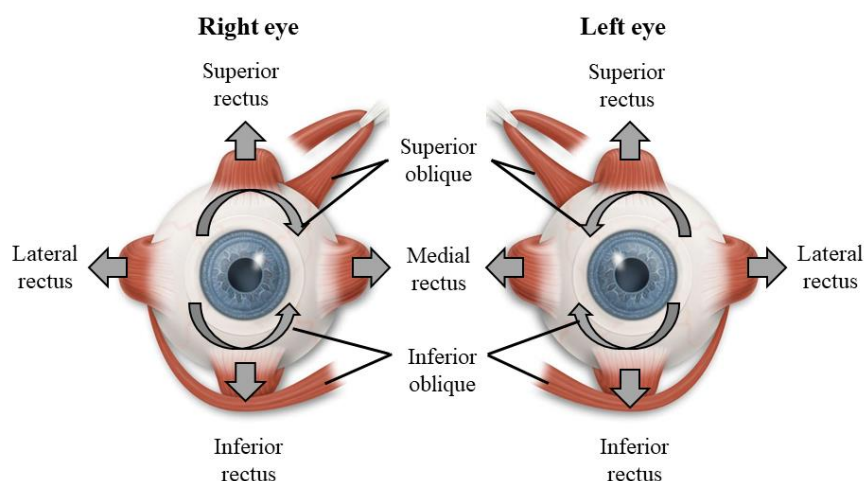 Right eye
Left eye
Superior
rectus
Superior
rectus
Superior
oblique
Lateral
rectus
Medial
rectus
Lateral
rectus
Inferior
oblique
Inferior
rectus
Inferior
rectus